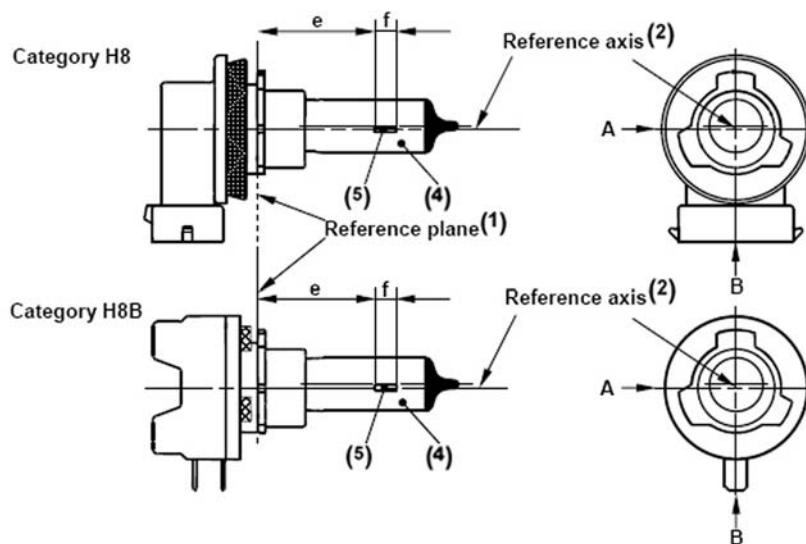 e f
Reference axis(2)
Category H8
A
(5) (4)
Reference plane(1)
B
e f
Reference axis(2)
Category H8B
A
(5) (4)
B